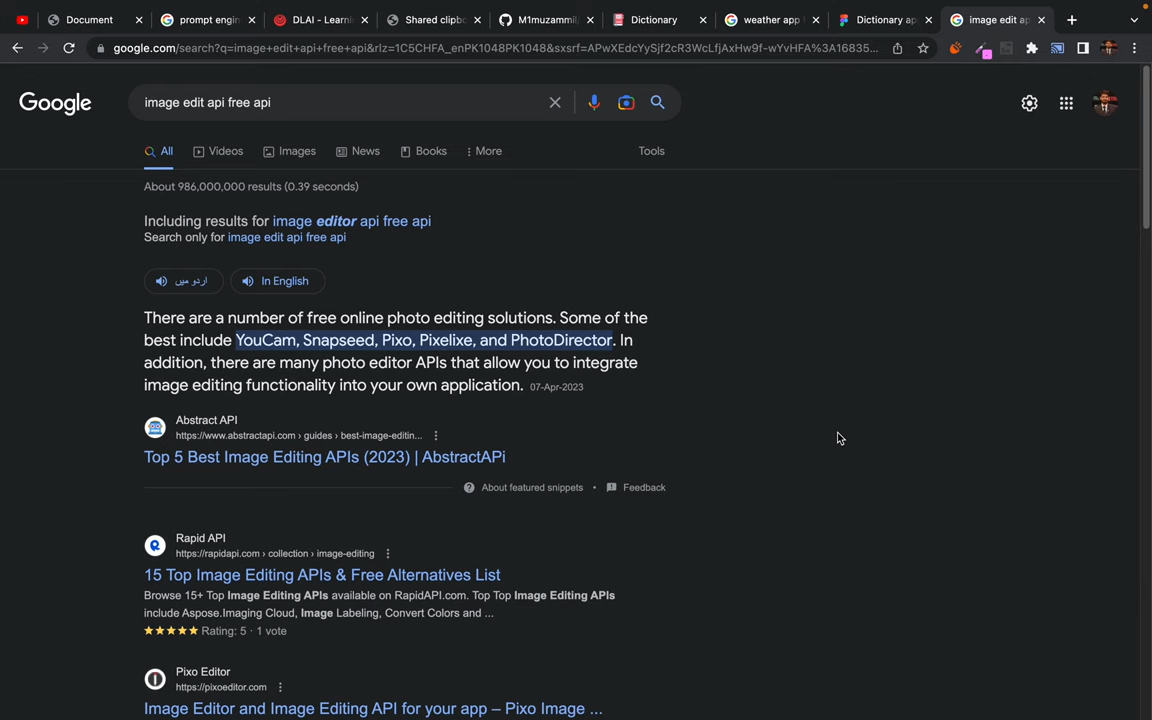 Document
prompt engin
DLAI - Learni
Shared clipb
M1muzammil/
Dictionary
weather app
Dictionary ap
image edit ap
google.com/search?q=image+edit+api+free+api&rlz=1C5CHFA_enPK1048PK1048&sxsrf=APwXEdcYySjf2cR3WcLfjAxHw9f-wYvHFA%3A16835...
Google
image edit api free api
All
Videos
Images
News
Books
More
Tools
About 986,000,000 results (0.39 seconds)
Including results for image editor api free api
Search only for image edit api free api
اردو میں
In English
There are a number of free online photo editing solutions. Some of the
best include YouCam, Snapseed, Pixo, Pixelixe, and PhotoDirector. In
addition, there are many photo editor APIs that allow you to integrate
image editing functionality into your own application. 07-Apr-2023
Abstract API
https://www.abstractapi.com › guides › best-image-editin...
Top 5 Best Image Editing APIs (2023) | AbstractAPi
About featured snippets • Feedback
Rapid API
https://rapidapi.com › collection › image-editing
15 Top Image Editing APIs & Free Alternatives List
Browse 15+ Top Image Editing APIs available on RapidAPI.com. Top Top Image Editing APIs
include Aspose.Imaging Cloud, Image Labeling, Convert Colors and ...
Rating: 5 · 1 vote
Pixo Editor
https://pixoeditor.com
Image Editor and Image Editing API for your app – Pixo Image ...